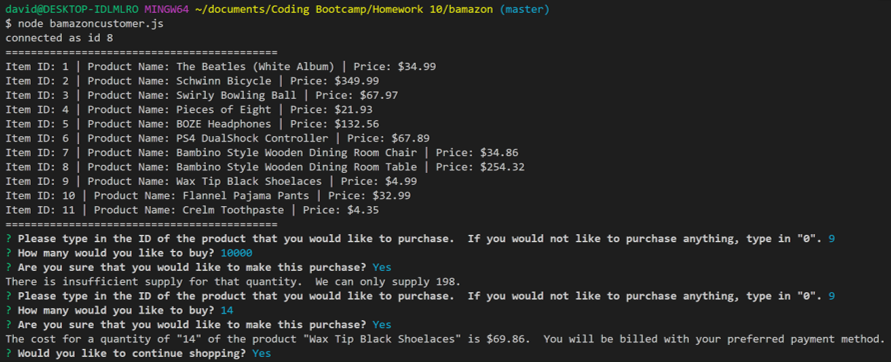 david@DESKTOP-IDLMLRO MINGW64 ~/documents/Coding Bootcamp/Homework 10/bamazon (master)
$ node bamazoncustomer.js
connected as id 8
==========================================
Item ID: 1 | Product Name: The Beatles (White Album) | Price: $34.99
Item ID: 2 | Product Name: Schwinn Bicycle | Price: $349.99
Item ID: 3 | Product Name: Swirly Bowling Ball | Price: $67.97
Item ID: 4 | Product Name: Pieces of Eight | Price: $21.93
Item ID: 5 | Product Name: BOZE Headphones | Price: $132.56
Item ID: 6 | Product Name: PS4 DualShock Controller | Price: $67.89
Item ID: 7 | Product Name: Bambino Style Wooden Dining Room Chair | Price: $34.86
Item ID: 8 | Product Name: Bambino Style Wooden Dining Room Table | Price: $254.32
Item ID: 9 | Product Name: Wax Tip Black Shoelaces | Price: $4.99
Item ID: 10 | Product Name: Flannel Pajama Pants | Price: $32.99
Item ID: 11 | Product Name: Crelm Toothpaste | Price: $4.35
==========================================
? Please type in the ID of the product that you would like to purchase.  If you would not like to purchase anything, type in "0". 9
? How many would you like to buy? 10000
? Are you sure that you would like to make this purchase? Yes
There is insufficient supply for that quantity.  We can only supply 198.
? Please type in the ID of the product that you would like to purchase.  If you would not like to purchase anything, type in "0". 9
? How many would you like to buy? 14
? Are you sure that you would like to make this purchase? Yes
The cost for a quantity of "14" of the product "Wax Tip Black Shoelaces" is $69.86.  You will be billed with your preferred payment method.
? Would you like to continue shopping? Yes